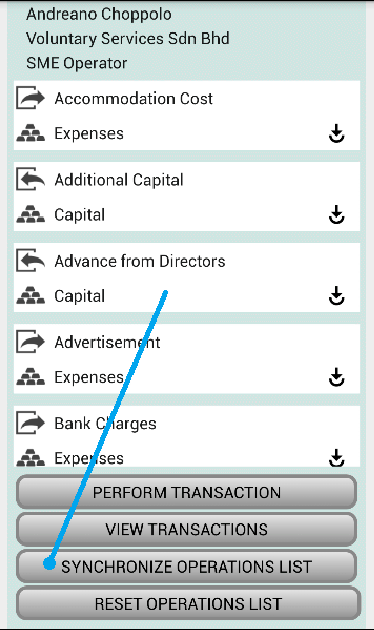 Andreano Choppolo
Voluntary Services Sdn Bhd
SME Operator
Accommodation Cost
Expenses
Additional Capital
Capital
Advance from Directors
Capital
Advertisement
Expenses
Bank Charges
Expenses
PERFORM TRANSACTION
VIEW TRANSACTIONS
SYNCHRONIZE OPERATIONS LIST
RESET OPERATIONS LIST